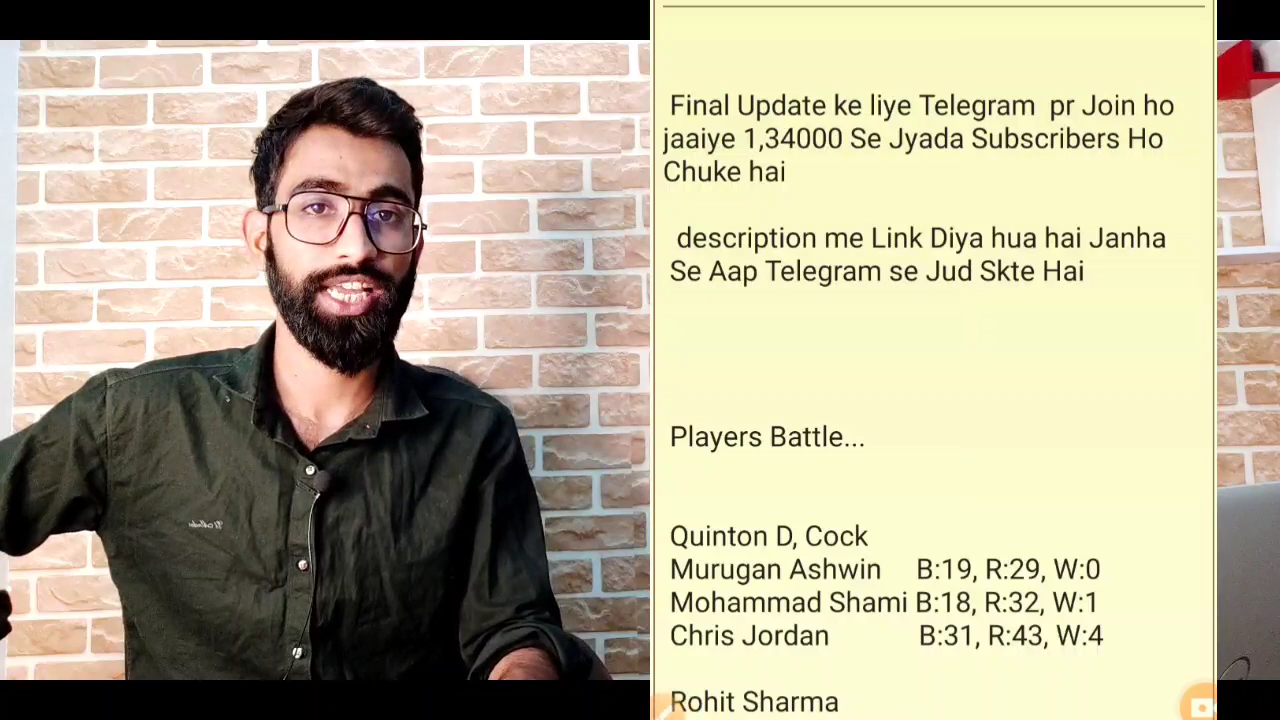 Final Update ke liye Telegram pr Join ho
jaaiye 1,34000 Se Jyada Subscribers Ho
Chuke hai
description me Link Diya hua hai Janha
Se Aap Telegram se Jud Skte Hai
Players Battle...
Quinton D, Cock
Murugan Ashwin B:19, R:29, W:0
Mohammad Shami B:18, R:32, W:1
Chris Jordan B:31, R:43, W:4
Rohit Sharma